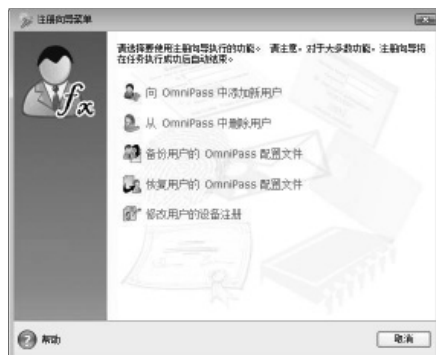 注册向导菜单
请选择要使用注册向导执行的功能。 请注意，对于大多数功能，注册向导将
在任务执行成功后自动结束。
fx
向 OmniPass 中添加新用户
从 OmniPass 中删除用户
备份用户的 OmniPass 配置文件
恢复用户的 OmniPass 配置文件
修改用户的设备注册
帮助
取消